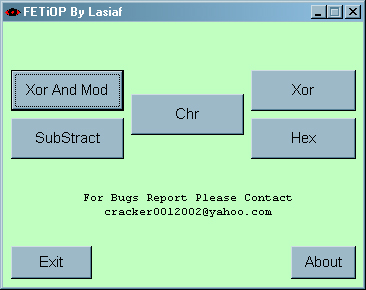 FETiOP By Lasiaf
Xor And Mod
Chr
Xor
SubStract
Hex
For Bugs Report Please Contact
cracker0012002@yahoo.com
Exit
About